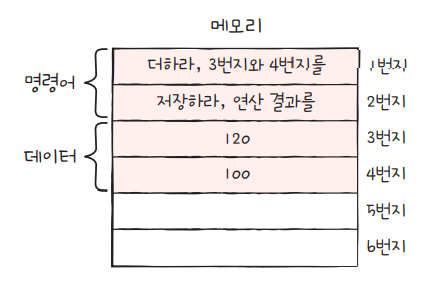 메모리
명령어
더하라, 3번지와 4번지를
1번지
저장하라, 연산 결과를
2번지
데이터
120
3번지
100
4번지
5번지
6번지